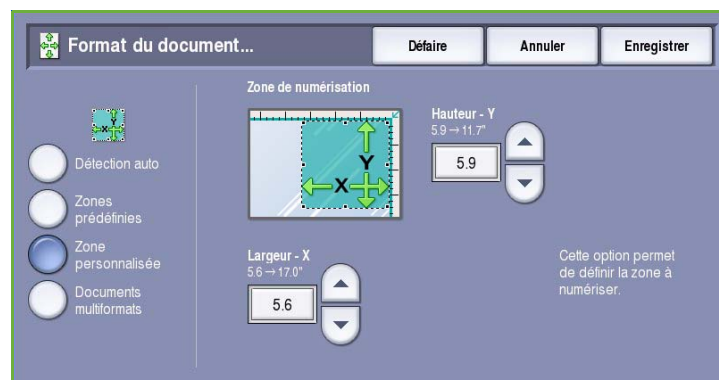 Format du document...
Défaire
Annuler
Enregistrer
Détection auto
Zones
prédéfinies
Zone
personnalisée
Documents
multiformats
Zone de numérisation
Y
X
Hauteur - Y
5.9 → 11.7"
5.9
Largeur - X
5.6 → 17.0"
5.6
Cette option permet
de définir la zone à
numériser.